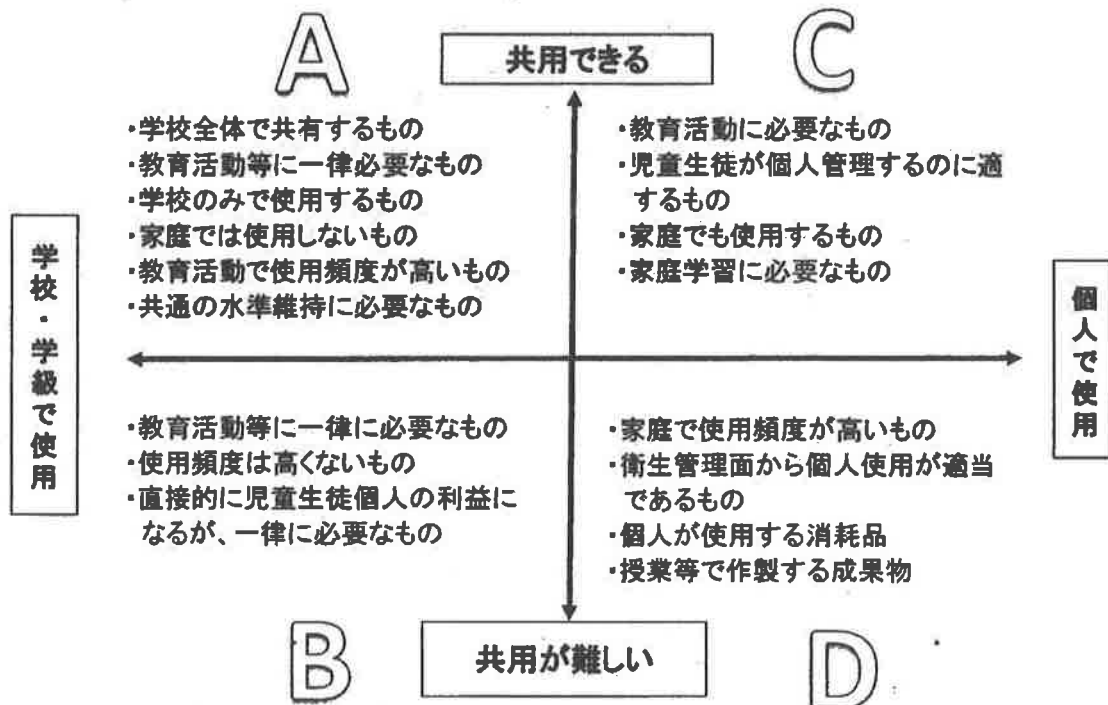 A
共用できる
C
・学校全体で共有するもの
・教育活動等に一律必要なもの
・学校のみで使用するもの
・家庭では使用しないもの
・教育活動で使用頻度が高いもの
・共通の水準維持に必要なもの
・教育活動に必要なもの
・児童生徒が個人管理するのに適
するもの
・家庭でも使用するもの
・家庭学習に必要なもの
学校・学級で使用
個人で使用
・教育活動等に一律に必要なもの
・使用頻度は高くないもの
・直接的に児童生徒個人の利益に
なるが、一律に必要なもの
・家庭で使用頻度が高いもの
・衛生管理面から個人使用が適当
であるもの
・個人が使用する消耗品
・授業等で作製する成果物
B
共用が難しい
D